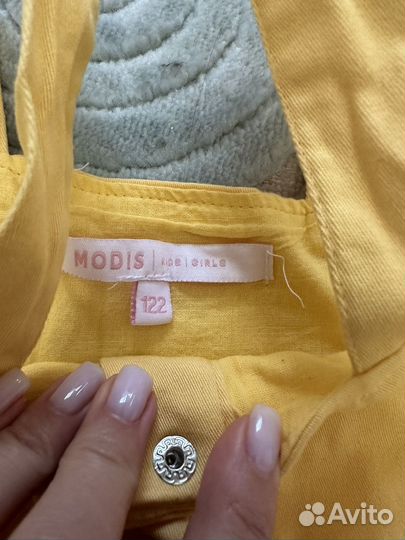 MODIS | KIDS | GIRLS
122
Avito